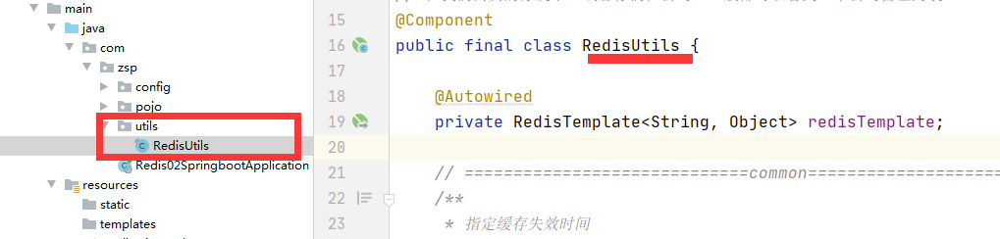 main
java
com
zsp
config
pojo
utils
RedisUtils
Redis02SpringbootApplication
resources
static
templates
15 @Component
16 public final class RedisUtils {
17
18 @Autowired
19 private RedisTemplate<String, Object> redisTemplate;
20
21 // =============================common====================
22 /**
23 * 指定缓存失效时间